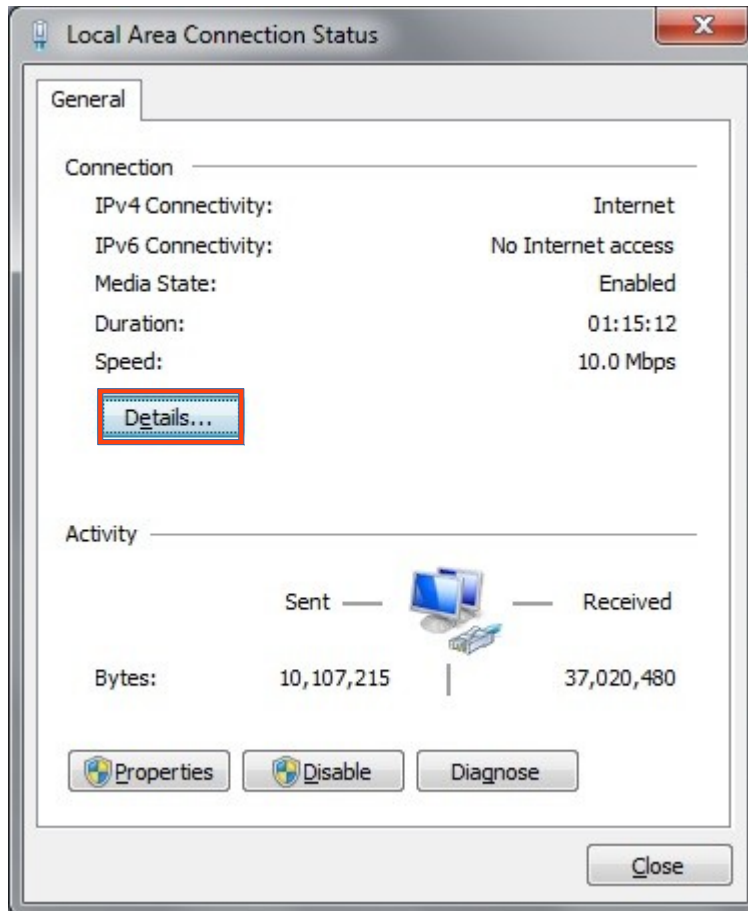 Local Area Connection Status
General
Connection
IPv4 Connectivity: Internet
IPv6 Connectivity: No Internet access
Media State: Enabled
Duration: 01:15:12
Speed: 10.0 Mbps
Details...
Activity
Sent Received
Bytes: 10,107,215 37,020,480
Properties Disable Diagnose
Close